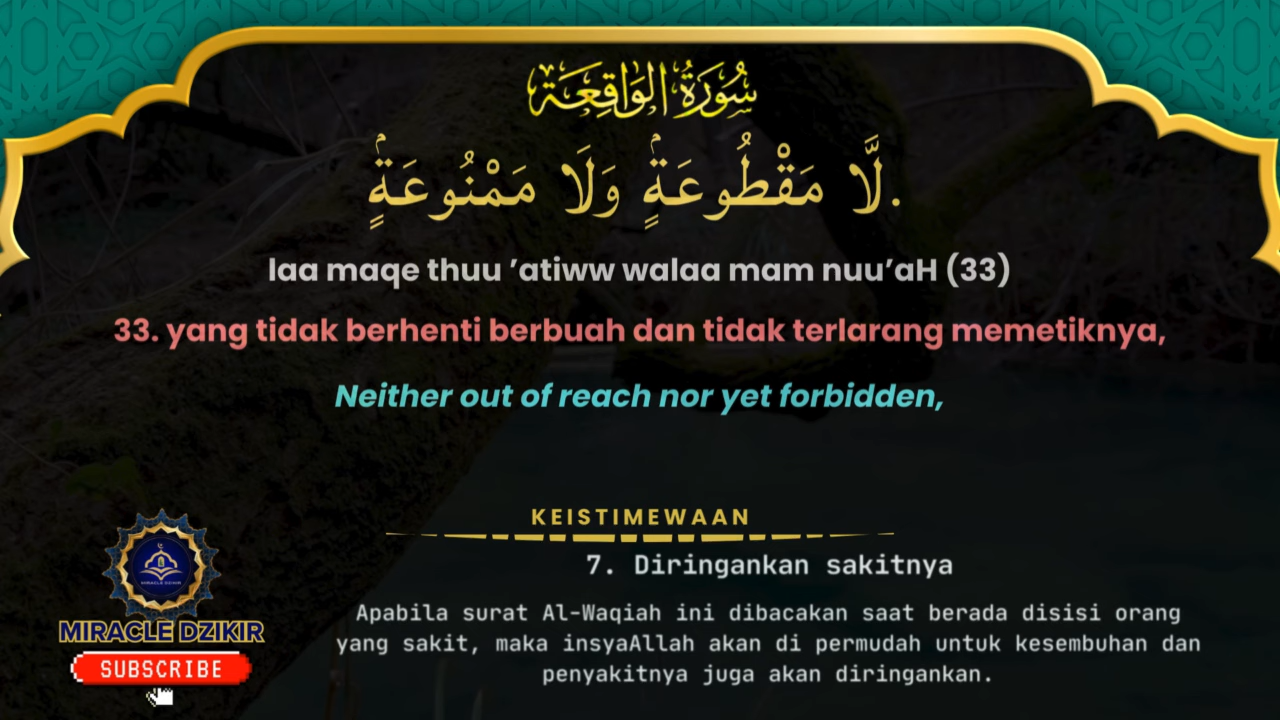 سُورَةُ الوَاقِعَة
لَّا مَقْطُوعَةٍۢ وَلَا مَمْنُوعَةٍۢ.
laa maqe thuu ’atiww walaa mam nuu’aH (33)
33. yang tidak berhenti berbuah dan tidak terlarang memetiknya,
Neither out of reach nor yet forbidden,
KEISTIMEWAAN
7. Diringankan sakitnya
Apabila surat Al-Waqiah ini dibacakan saat berada disisi orang
yang sakit, maka insyaAllah akan di permudah untuk kesembuhan dan
penyakitnya juga akan diringankan.
MIRACLE DZIKIR
MIRACLE DZIKIR
SUBSCRIBE